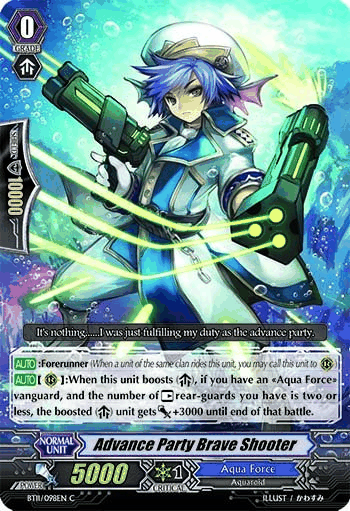 0
GRADE
SHIELD
10000
It's nothing......I was just fulfilling my duty as the advance party.
AUTO :Forerunner (When a unit of the same clan rides this unit, you may call this unit to RC)
AUTO [RC]:When this unit boosts, if you have an «Aqua Force»
vanguard, and the number of rear-guards you have is two or
less, the boosted unit gets +3000 until end of that battle.
NORMAL
UNIT
Advance Party Brave Shooter
POWER
5000
1
CRITICAL
Aqua Force
Aquaroid
BT11/098EN C
ILLUST / かわすみ